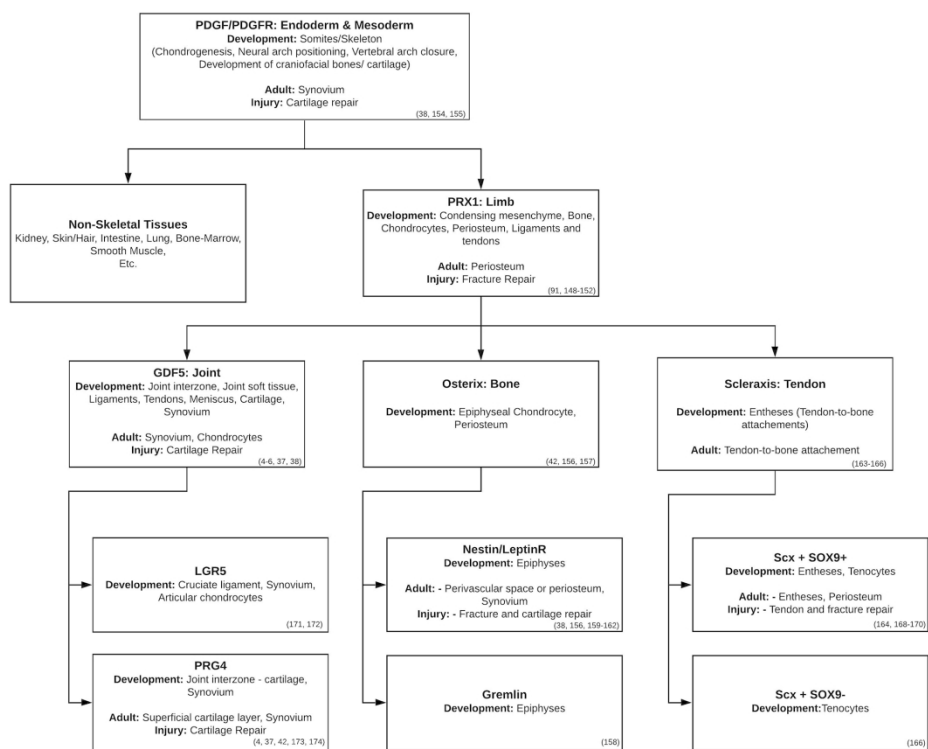 PDGF/PDGFR: Endoderm & Mesoderm
Development: Somites/Skeleton
(Chondrogenesis, Neural arch positioning, Vertebral arch closure,
Development of craniofacial bones/ cartilage)
Adult: Synovium
Injury: Cartilage repair
(38, 154, 155)
Non-Skeletal Tissues
Kidney, Skin/Hair, Intestine, Lung, Bone-Marrow,
Smooth Muscle,
Etc.
PRX1: Limb
Development: Condensing mesenchyme, Bone,
Chondrocytes, Periosteum, Ligaments and
tendons
Adult: Periosteum
Injury: Fracture Repair
(91, 148-152)
GDF5: Joint
Development: Joint interzone, Joint soft tissue,
Ligaments, Tendons, Meniscus, Cartilage,
Synovium
Adult: Synovium, Chondrocytes
Injury: Cartilage Repair
(4-6, 37, 38)
Osterix: Bone
Development: Epiphyseal Chondrocyte,
Periosteum
(42, 156, 157)
Scleraxis: Tendon
Development: Entheses (Tendon-to-bone
attachements)
Adult: Tendon-to-bone attachement
(163-166)
LGR5
Development: Cruciate ligament, Synovium,
Articular chondrocytes
(171, 172)
Nestin/LeptinR
Development: Epiphyses
Adult: - Perivascular space or periosteum,
Synovium
Injury: - Fracture and cartilage repair
(38, 156, 159-162)
Scx + SOX9+
Development: Entheses, Tenocytes
Adult: - Entheses, Periosteum
Injury: - Tendon and fracture repair
(164, 168-170)
PRG4
Development: Joint interzone - cartilage,
Synovium
Adult: Superficial cartilage layer, Synovium
Injury: Cartilage Repair
(4, 37, 42, 173, 174)
Gremlin
Development: Epiphyses
(158)
Scx + SOX9-
Development:Tenocytes
(166)